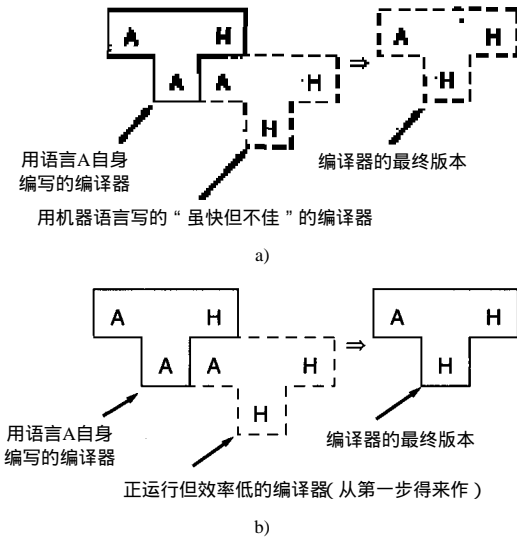 A H A H
A A H ⇒ H
H
用语言A自身
编写的编译器
编译器的最终版本
用机器语言写的“虽快但不佳”的编译器
a)
A H A H
A A H ⇒ H
H
用语言A自身
编写的编译器
编译器的最终版本
正运行但效率低的编译器(从第一步得来作)
b)